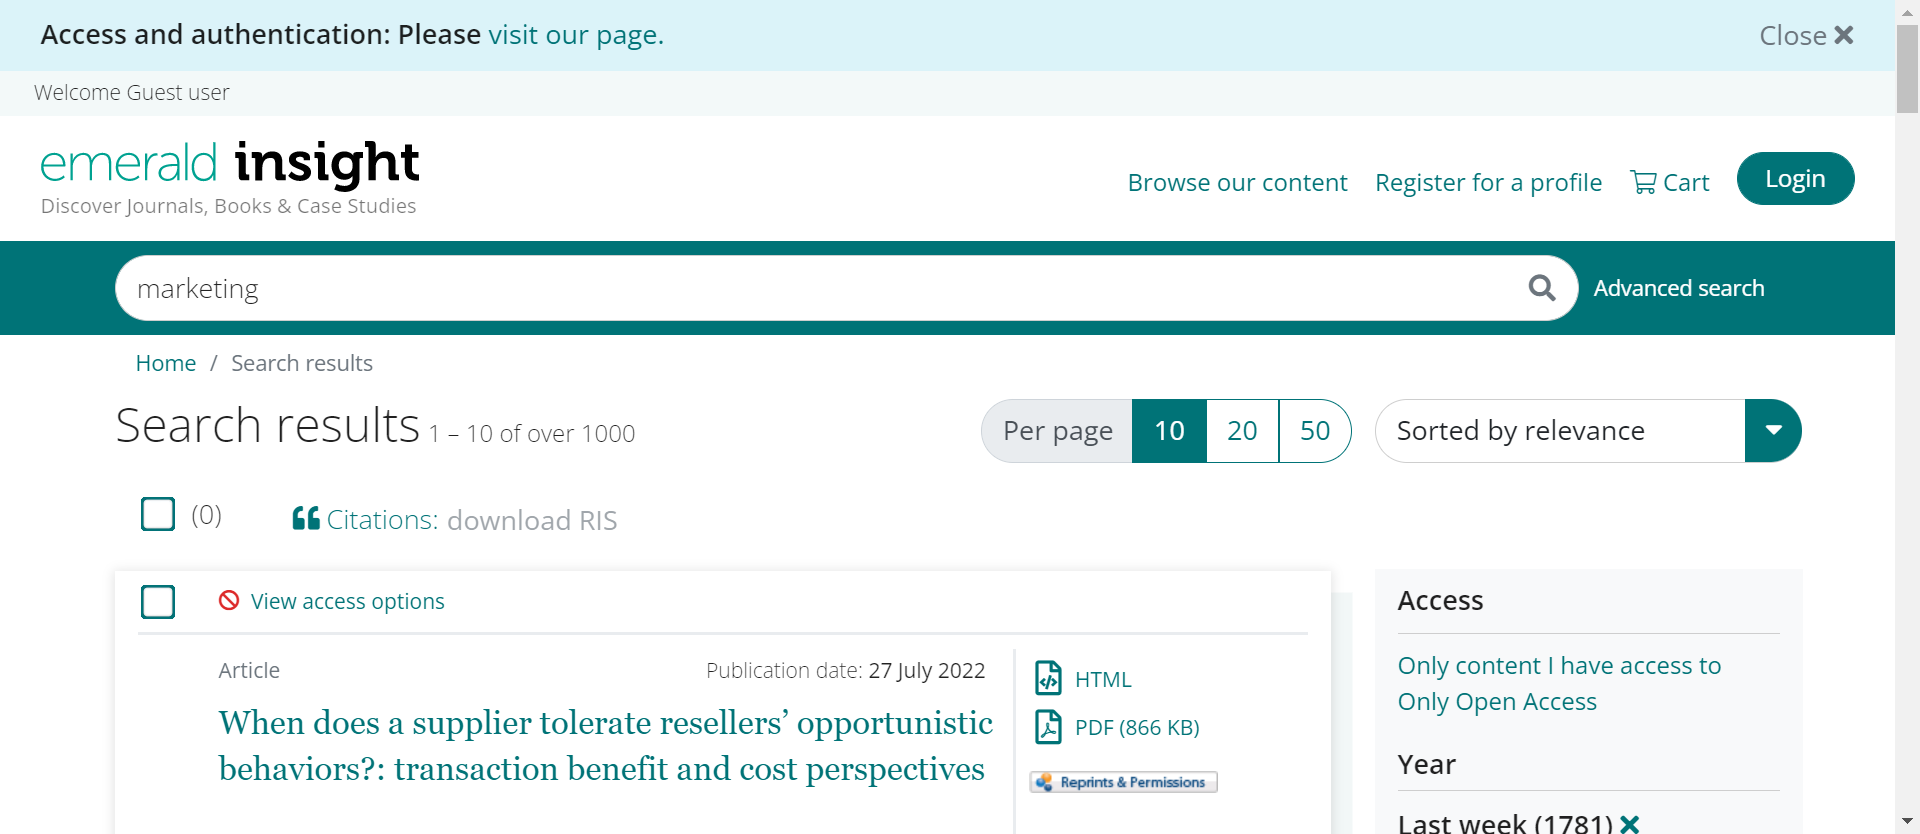 Access and authentication: Please visit our page.
Close
Welcome Guest user
emerald insight
Discover Journals, Books & Case Studies
Browse our content
Register for a profile
Cart
Login
marketing
Advanced search
Home / Search results
Search results 1 – 10 of over 1000
Per page 10 20 50
Sorted by relevance
(0)
Citations: download RIS
View access options
Article
Publication date: 27 July 2022
When does a supplier tolerate resellers’ opportunistic
behaviors?: transaction benefit and cost perspectives
HTML
PDF (866 KB)
Reprints & Permissions
Access
Only content I have access to
Only Open Access
Year
Last week (1781)